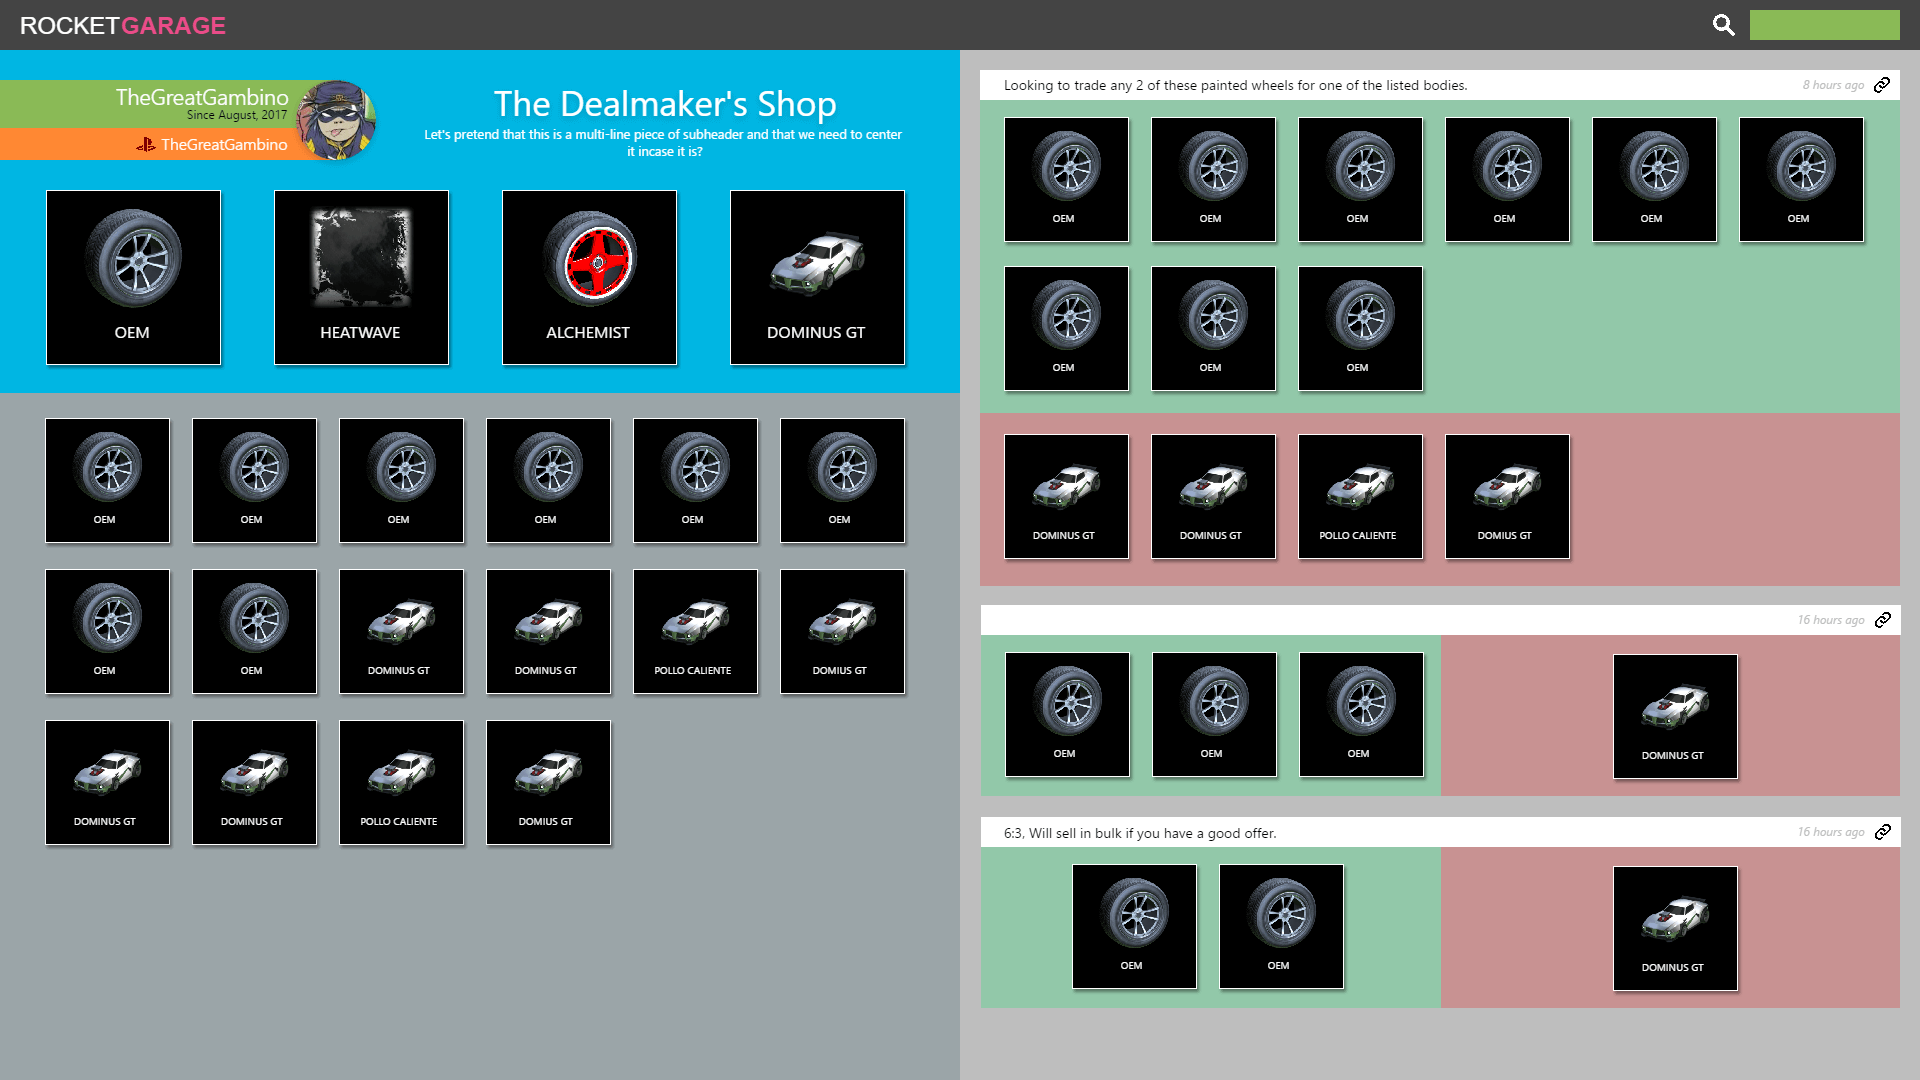 ROCKETGARAGE
TheGreatGambino
Since August, 2017
TheGreatGambino
The Dealmaker's Shop
Let's pretend that this is a multi-line piece of subheader and that we need to center
it incase it is?
OEM
HEATWAVE
ALCHEMIST
DOMINUS GT
OEM
OEM
OEM
OEM
OEM
OEM
OEM
OEM
DOMINUS GT
DOMINUS GT
POLLO CALIENTE
DOMIUS GT
DOMINUS GT
DOMINUS GT
POLLO CALIENTE
DOMIUS GT
Looking to trade any 2 of these painted wheels for one of the listed bodies.
8 hours ago
OEM
OEM
OEM
OEM
OEM
OEM
OEM
OEM
OEM
DOMINUS GT
DOMINUS GT
POLLO CALIENTE
DOMIUS GT
16 hours ago
OEM
OEM
OEM
DOMINUS GT
6:3, Will sell in bulk if you have a good offer.
16 hours ago
OEM
OEM
DOMINUS GT